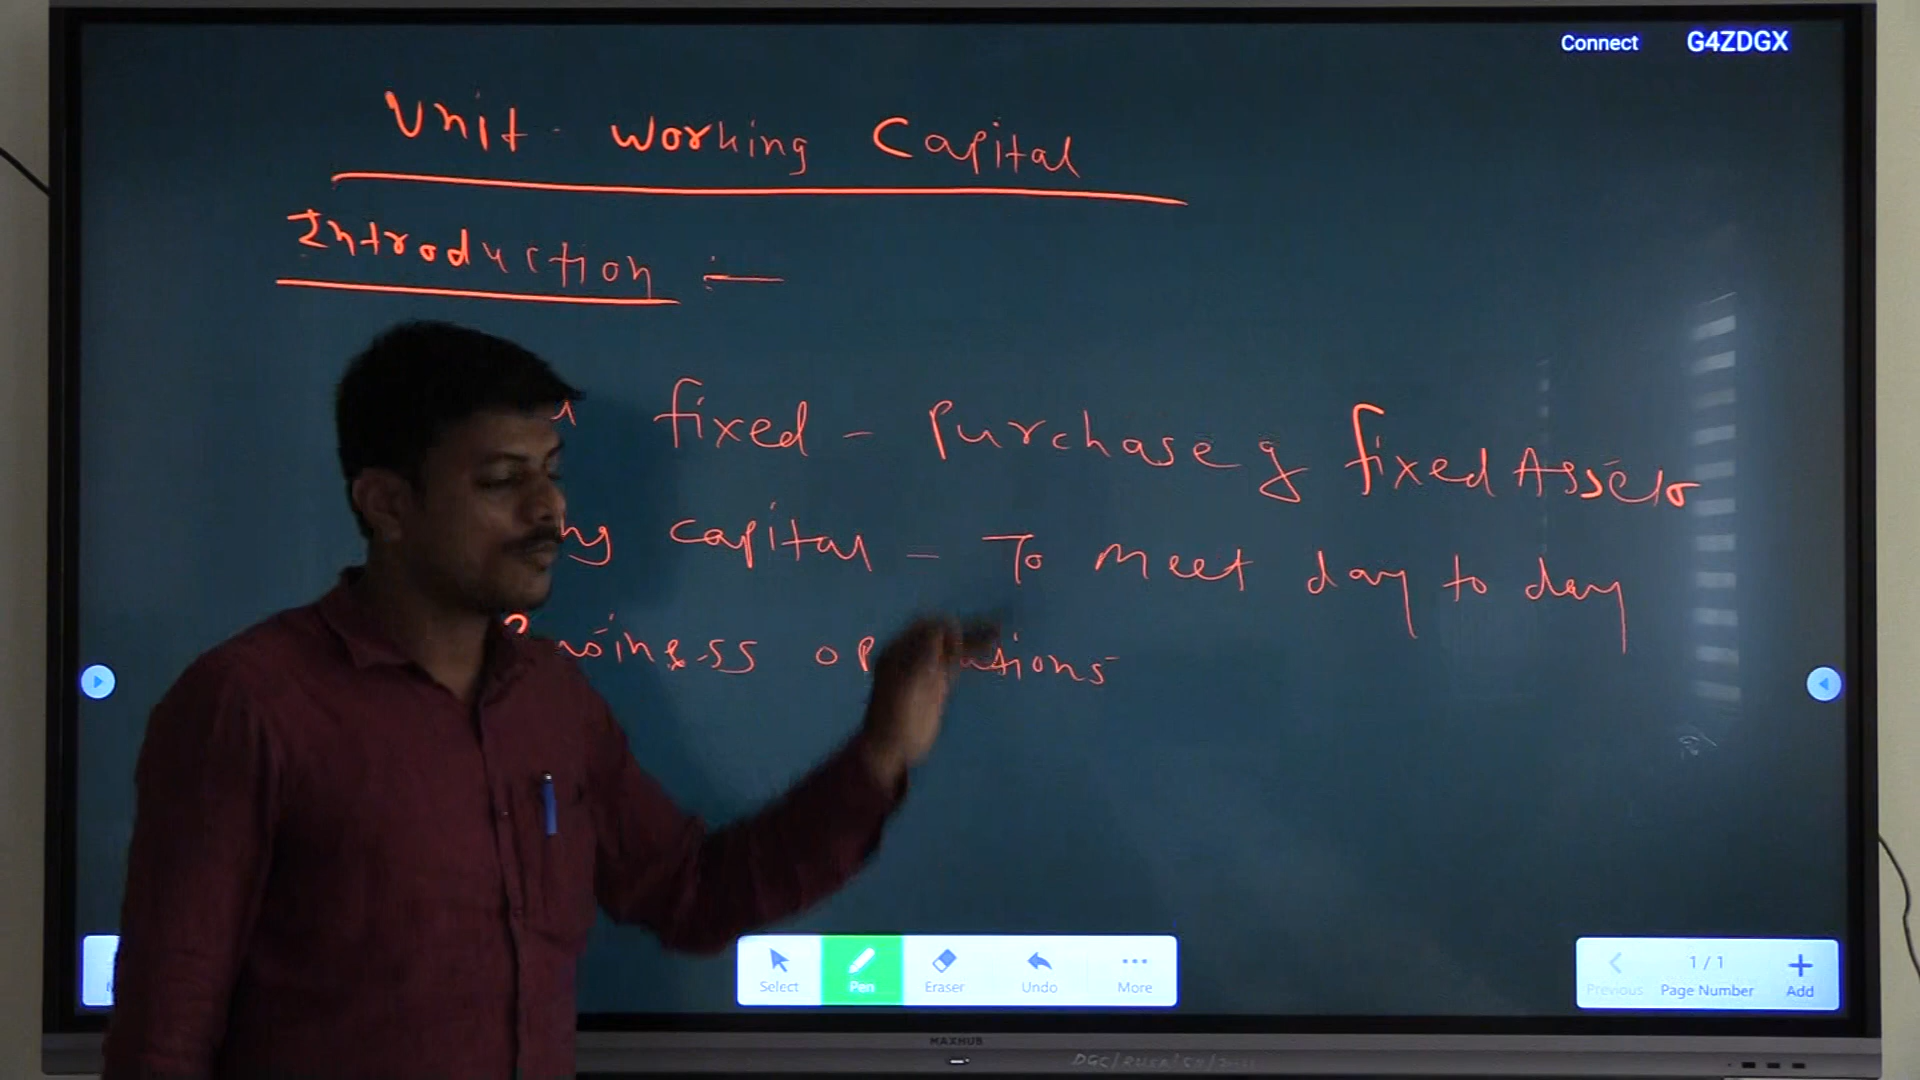 Connect G4ZDGX
Unit - Working Capital
Introduction :-
fixed - Purchase of fixed Assets
capital - To Meet day to day
Select Pen Eraser Undo More
Previous 1 / 1 Page Number Add
MAXHUB